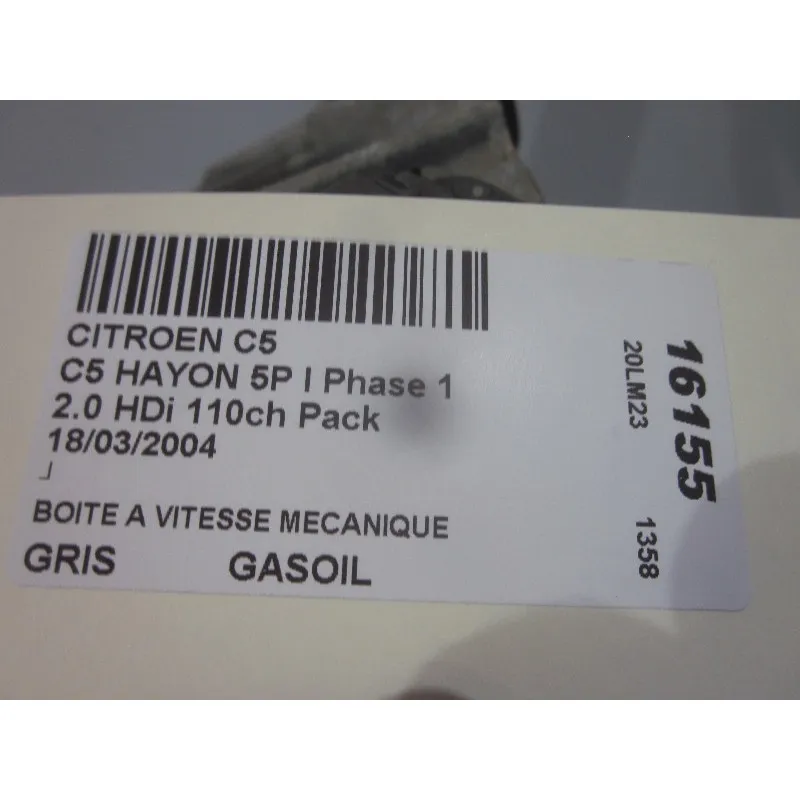 CITROEN C5
C5 HAYON 5P I Phase 1
2.0 HDi 110ch Pack
18/03/2004
BOITE A VITESSE MECANIQUE
GRIS GASOIL
16155
20LM23
1358